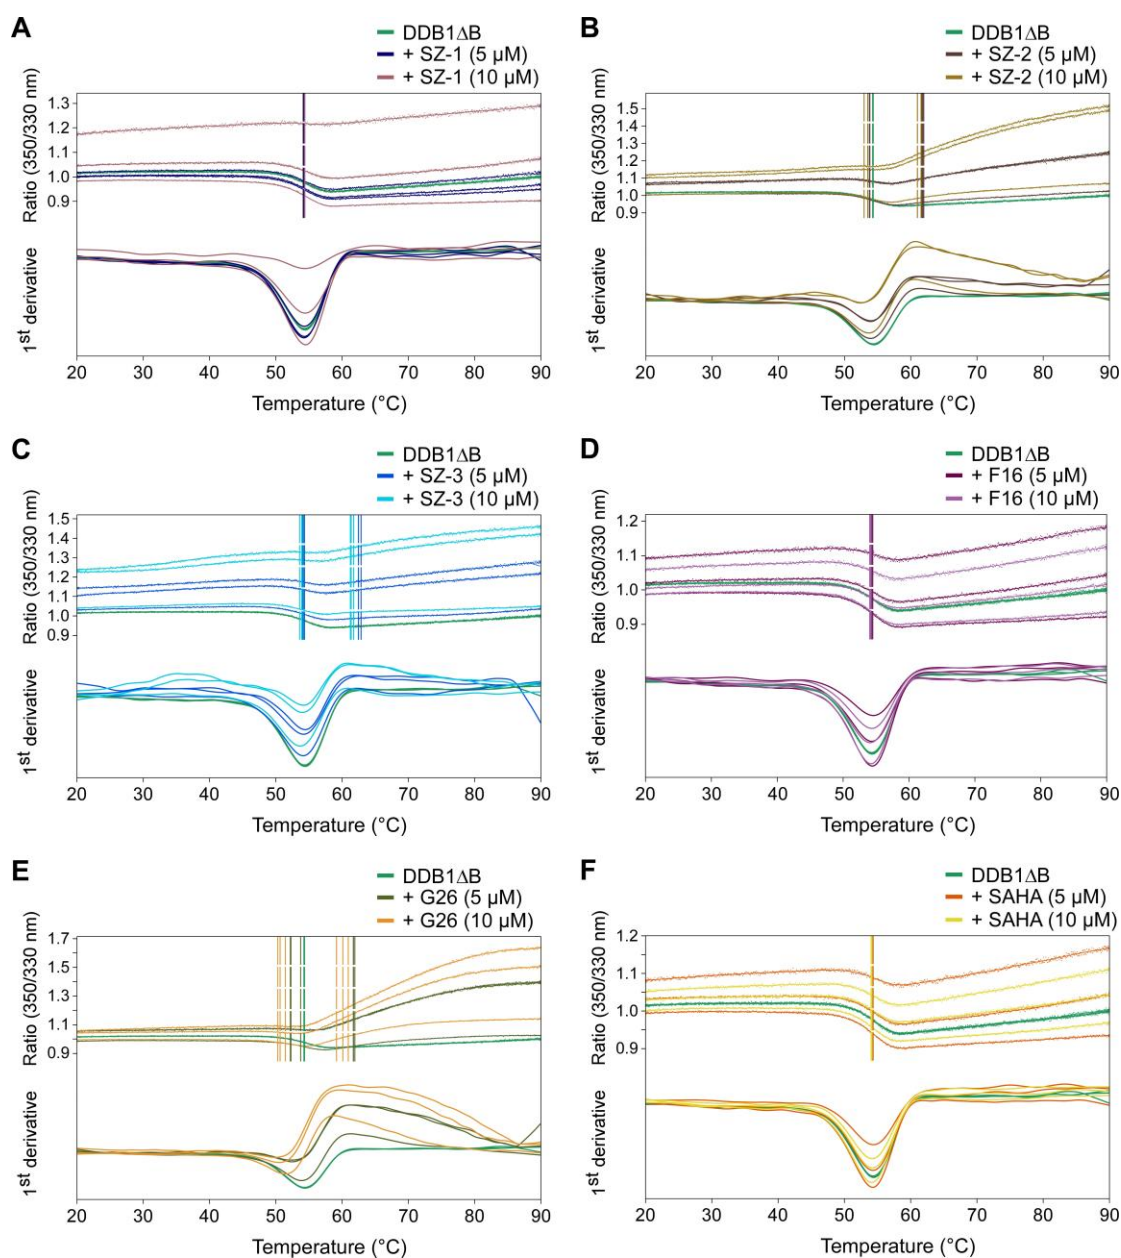 A
DDB1ΔB
+ SZ-1 (5 µM)
+ SZ-1 (10 µM)
Ratio (350/330 nm)
1.3
1.2
1.0
0.9
1st derivative
20 30 40 50 60 70 80 90
Temperature (°C)
B
DDB1ΔB
+ SZ-2 (5 µM)
+ SZ-2 (10 µM)
Ratio (350/330 nm)
1.5
1.4
1.2
1.1
1.0
0.9
1st derivative
20 30 40 50 60 70 80 90
Temperature (°C)
C
DDB1ΔB
+ SZ-3 (5 µM)
+ SZ-3 (10 µM)
Ratio (350/330 nm)
1.5
1.4
1.3
1.2
1.0
0.9
1st derivative
20 30 40 50 60 70 80 90
Temperature (°C)
D
DDB1ΔB
+ F16 (5 µM)
+ F16 (10 µM)
Ratio (350/330 nm)
1.2
1.1
1.0
0.9
1st derivative
20 30 40 50 60 70 80 90
Temperature (°C)
E
DDB1ΔB
+ G26 (5 µM)
+ G26 (10 µM)
Ratio (350/330 nm)
1.7
1.5
1.3
1.1
0.9
1st derivative
20 30 40 50 60 70 80 90
Temperature (°C)
F
DDB1ΔB
+ SAHA (5 µM)
+ SAHA (10 µM)
Ratio (350/330 nm)
1.2
1.1
1.0
0.9
1st derivative
20 30 40 50 60 70 80 90
Temperature (°C)